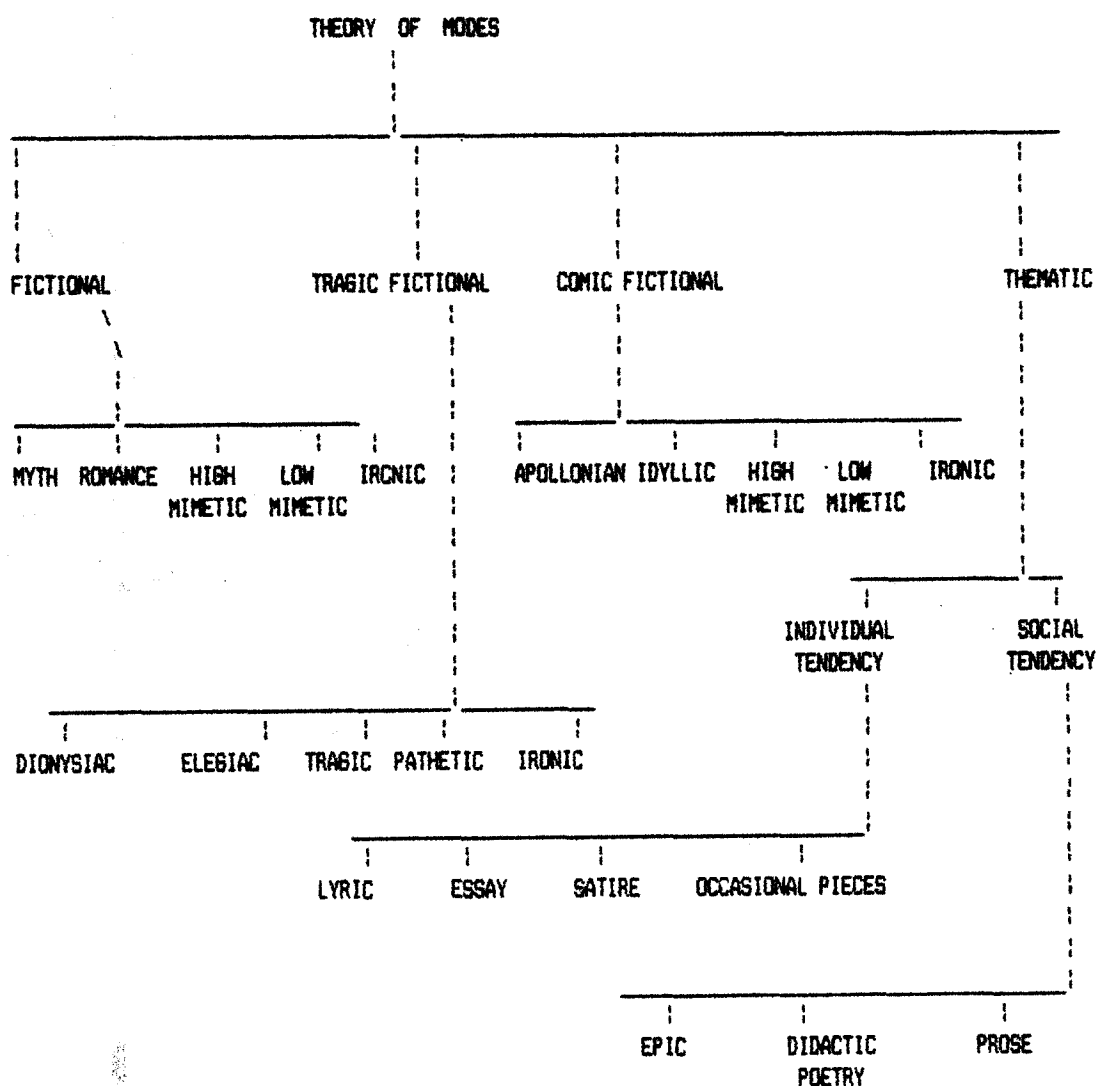 THEORY OF MODES
FICTIONAL TRAGIC FICTIONAL COMIC FICTIONAL THEMATIC
MYTH ROMANCE HIGH LOW IRONIC APOLLONIAN IDYLLIC HIGH LOW IRONIC
MIMETIC MIMETIC MIMETIC MIMETIC
INDIVIDUAL SOCIAL
TENDENCY TENDENCY
DIONYSIAC ELEGIAC TRAGIC PATHETIC IRONIC
LYRIC ESSAY SATIRE OCCASIONAL PIECES
EPIC DIDACTIC PROSE
POETRY